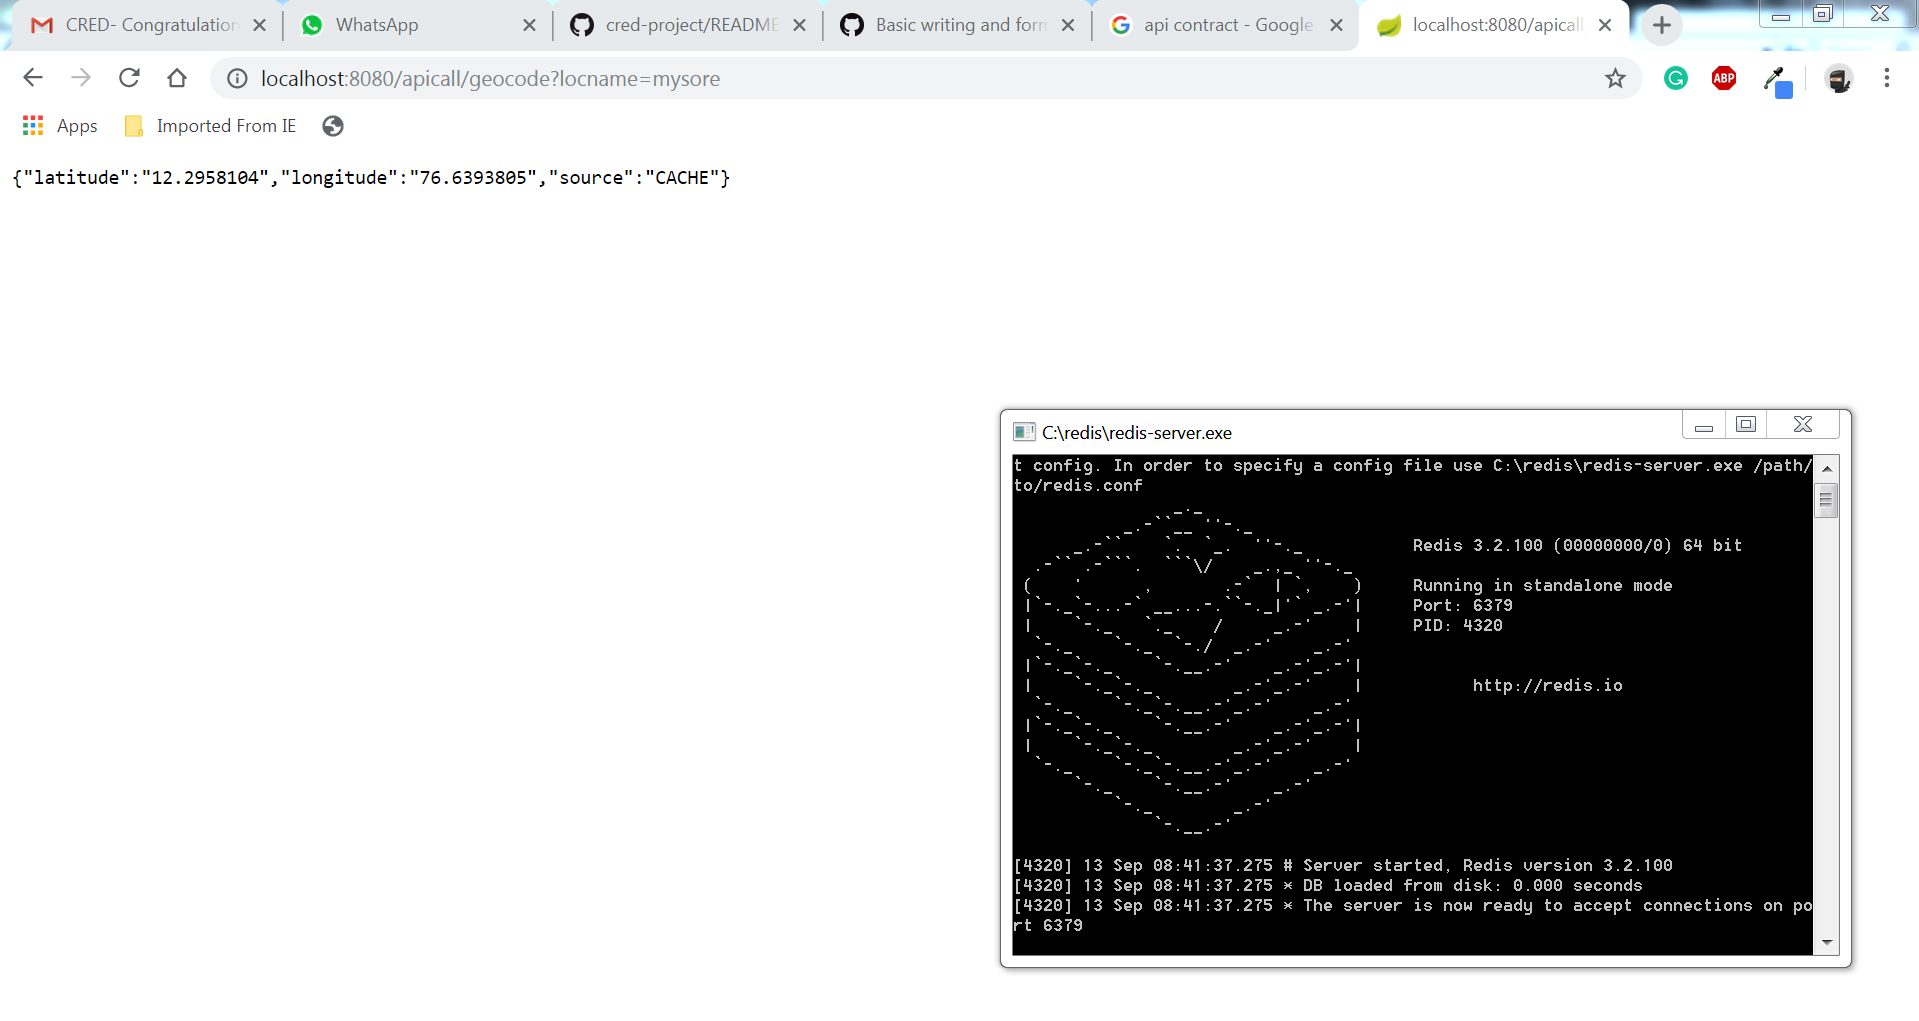 CRED- Congratulation
WhatsApp
cred-project/README
Basic writing and form
api contract - Google
localhost:8080/apicall
localhost:8080/apicall/geocode?locname=mysore
ABP
Apps
Imported From IE
{"latitude":"12.2958104","longitude":"76.6393805","source":"CACHE"}
C:\redis\redis-server.exe
t config. In order to specify a config file use C:\redis\redis-server.exe /path/
to/redis.conf
Redis 3.2.100 (00000000/0) 64 bit
Running in standalone mode
Port: 6379
PID: 4320
http://redis.io
[4320] 13 Sep 08:41:37.275 # Server started, Redis version 3.2.100
[4320] 13 Sep 08:41:37.275 * DB loaded from disk: 0.000 seconds
[4320] 13 Sep 08:41:37.275 * The server is now ready to accept connections on po
rt 6379